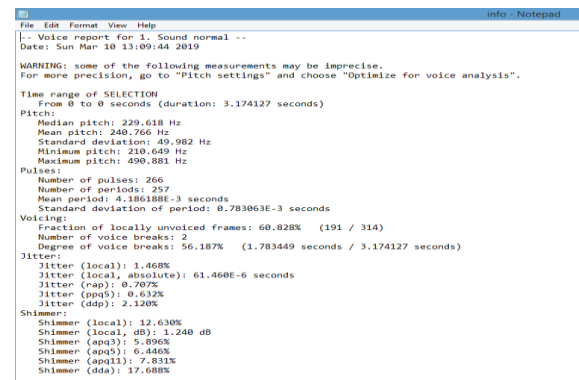 info - Notepad
File Edit Format View Help
-- Voice report for 1. Sound normal --
Date: Sun Mar 10 13:09:44 2019
WARNING: some of the following measurements may be imprecise.
For more precision, go to "Pitch settings" and choose "Optimize for voice analysis".
Time range of SELECTION
From 0 to 0 seconds (duration: 3.174127 seconds)
Pitch:
Median pitch: 229.618 Hz
Mean pitch: 240.766 Hz
Standard deviation: 49.982 Hz
Minimum pitch: 210.649 Hz
Maximum pitch: 490.881 Hz
Pulses:
Number of pulses: 266
Number of periods: 257
Mean period: 4.186188E-3 seconds
Standard deviation of period: 0.783063E-3 seconds
Voicing:
Fraction of locally unvoiced frames: 60.828% (191 / 314)
Number of voice breaks: 2
Degree of voice breaks: 56.187% (1.783449 seconds / 3.174127 seconds)
Jitter:
Jitter (local): 1.468%
Jitter (local, absolute): 61.460E-6 seconds
Jitter (rap): 0.707%
Jitter (ppq5): 0.632%
Jitter (ddp): 2.120%
Shimmer:
Shimmer (local): 12.630%
Shimmer (local, dB): 1.240 dB
Shimmer (apq3): 5.896%
Shimmer (apq5): 6.446%
Shimmer (apq11): 7.831%
Shimmer (dda): 17.688%